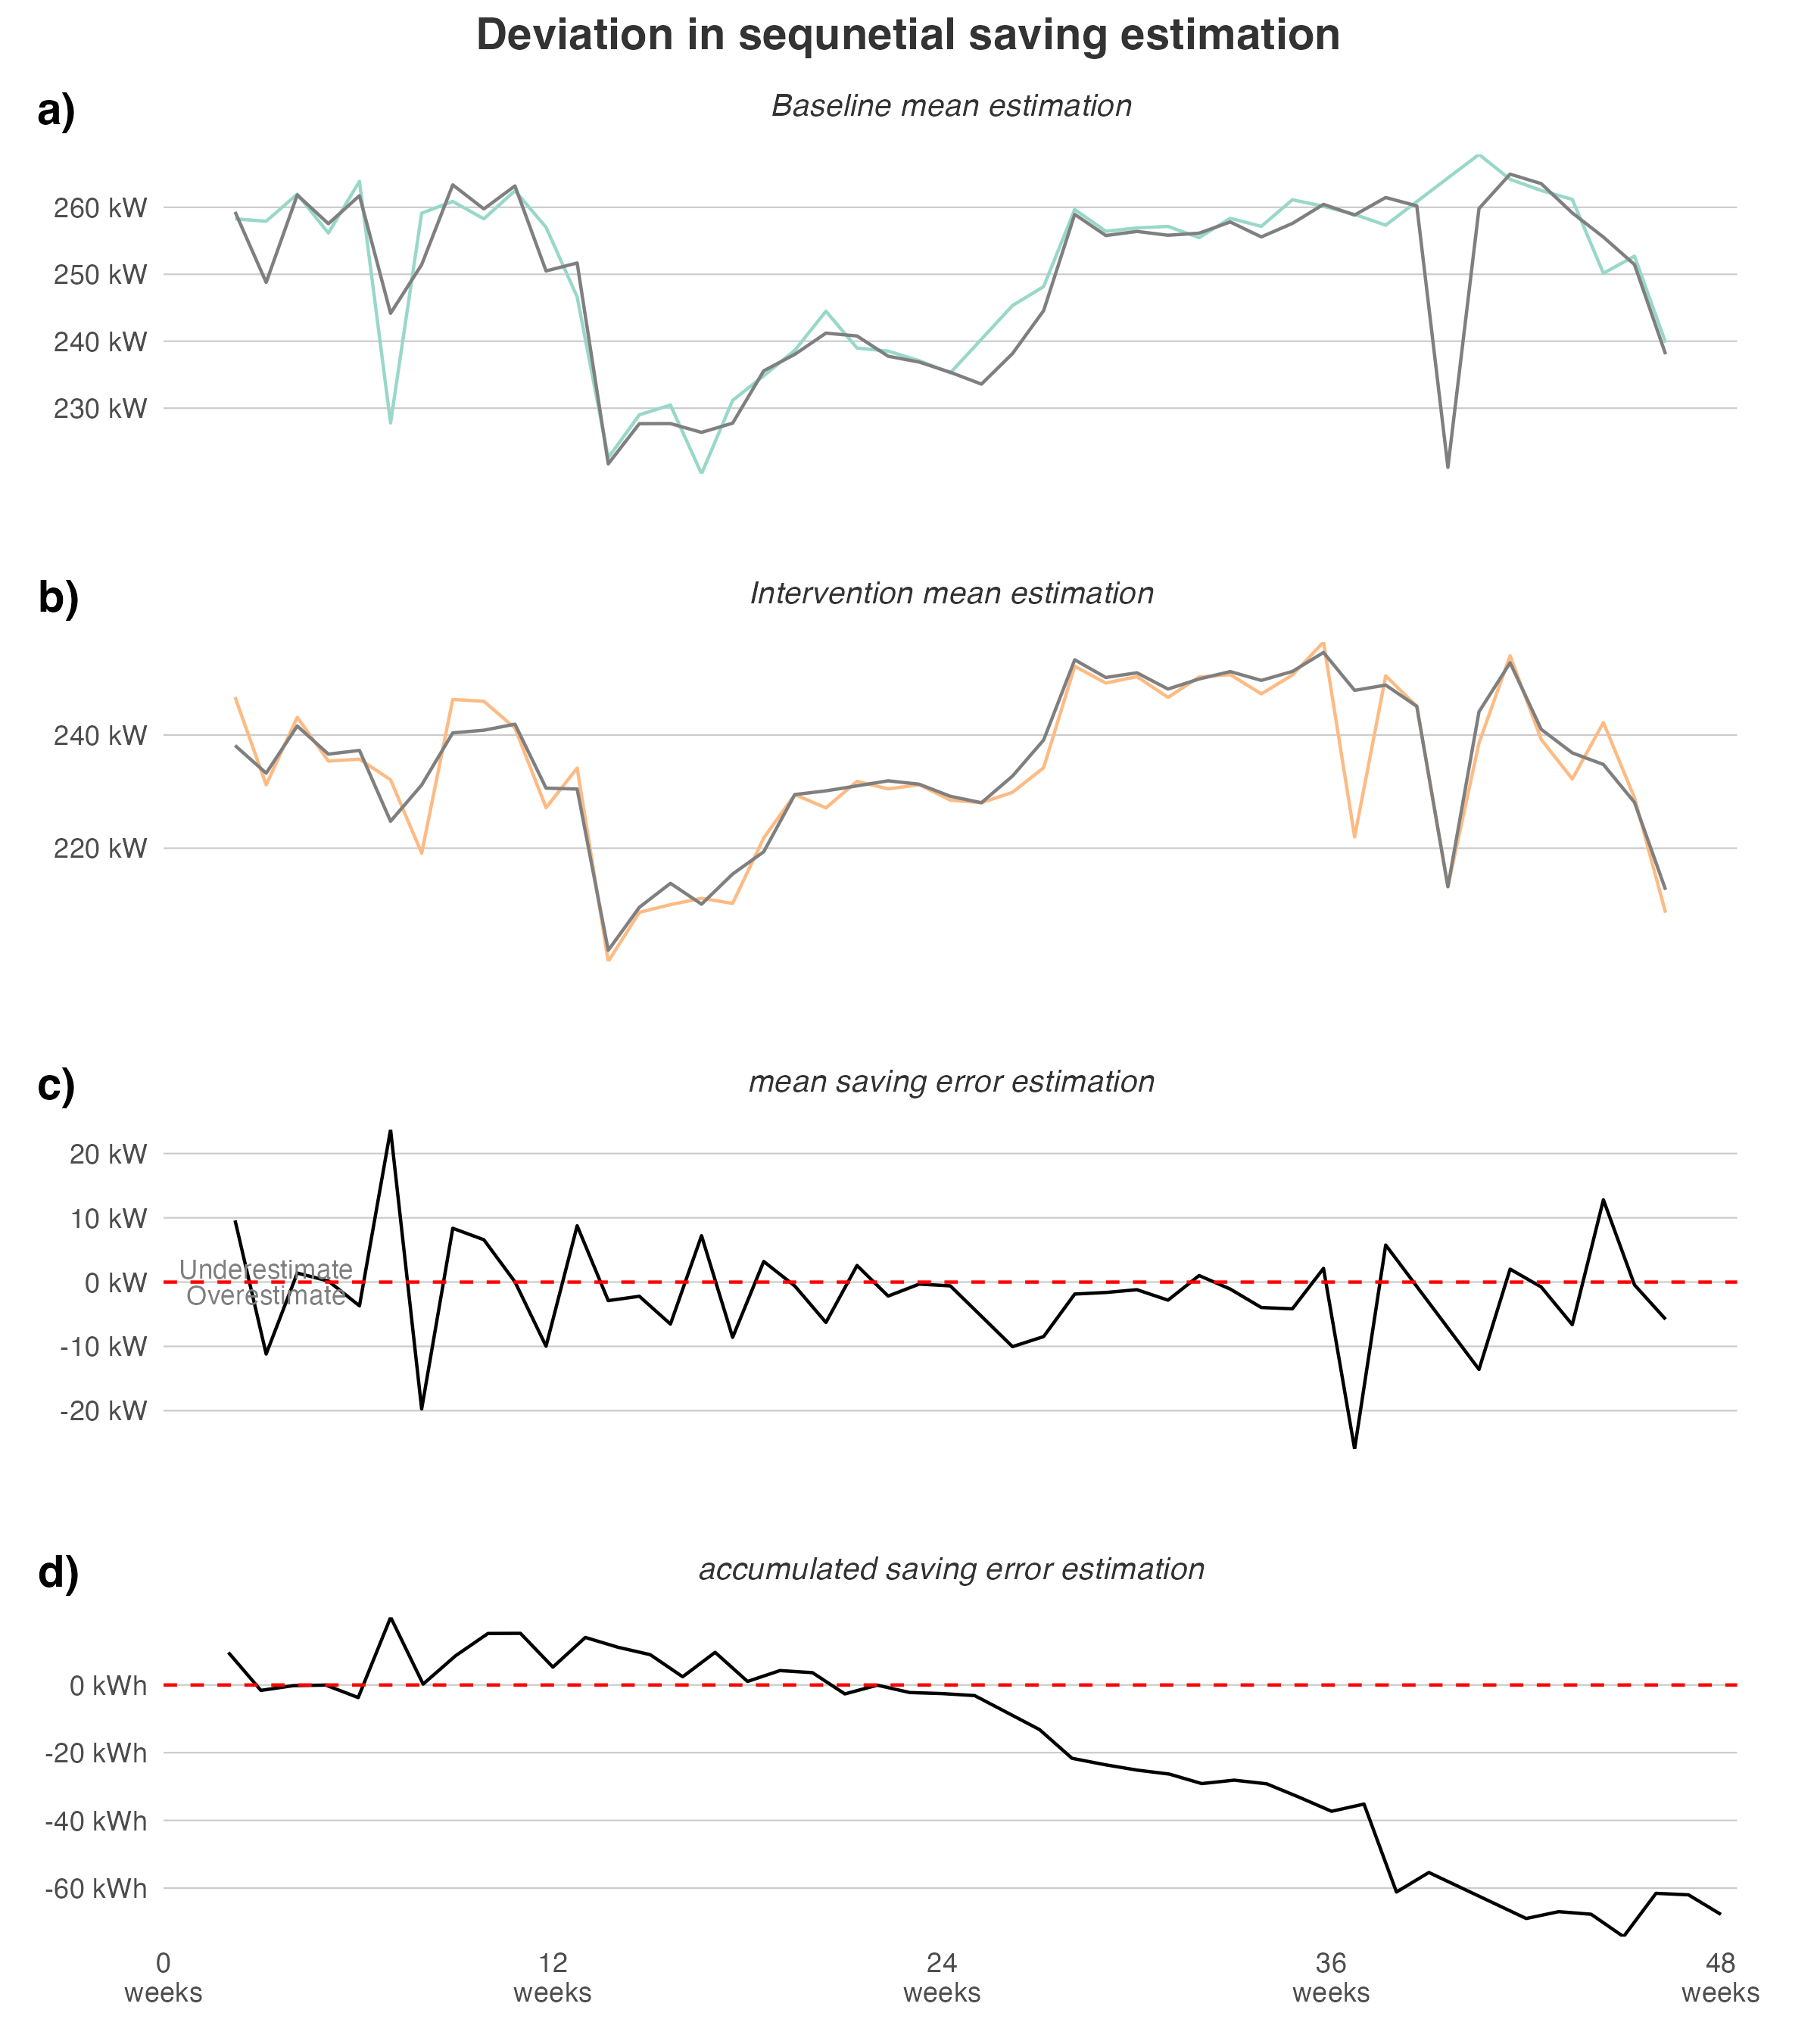 Deviation in sequnetial saving estimation
a)
Baseline mean estimation
260 kW
250 kW
240 kW
230 kW
b)
Intervention mean estimation
240 kW
220 kW
c)
mean saving error estimation
20 kW
10 kW
Underestimate
0 kW
Overestimate
-10 kW
-20 kW
d)
accumulated saving error estimation
0 kWh
-20 kWh
-40 kWh
-60 kWh
0 12 24 36 48
weeks weeks weeks weeks weeks